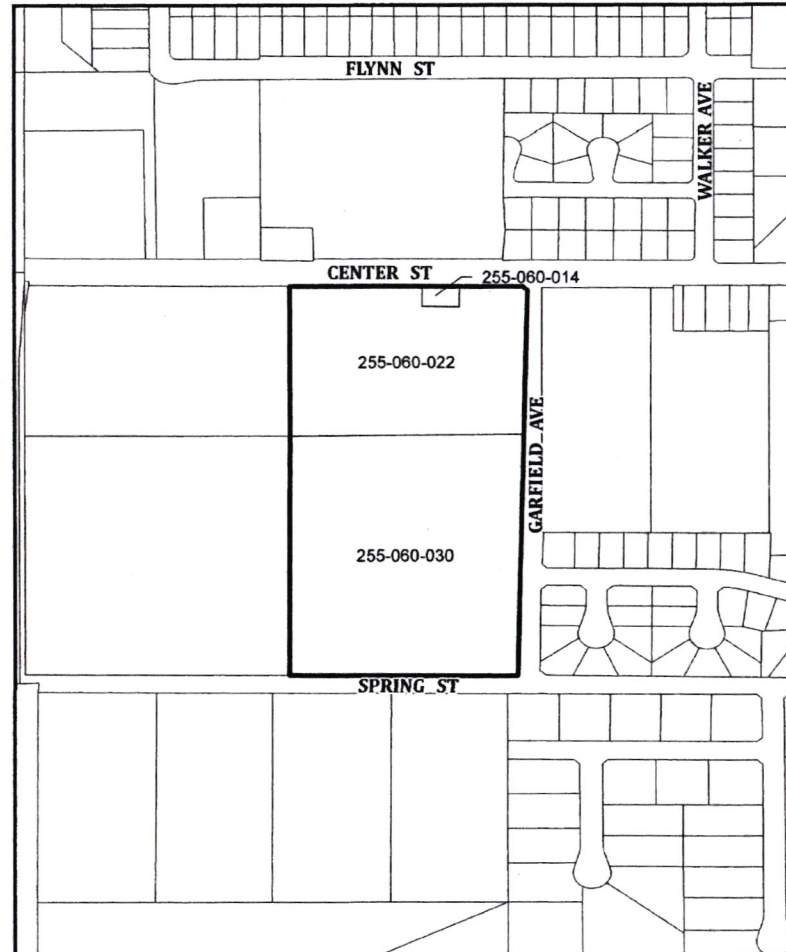 FLYNN ST
WALKER AVE
CENTER ST
255-060-014
255-060-022
GARFIELD AVE
255-060-030
SPRING ST